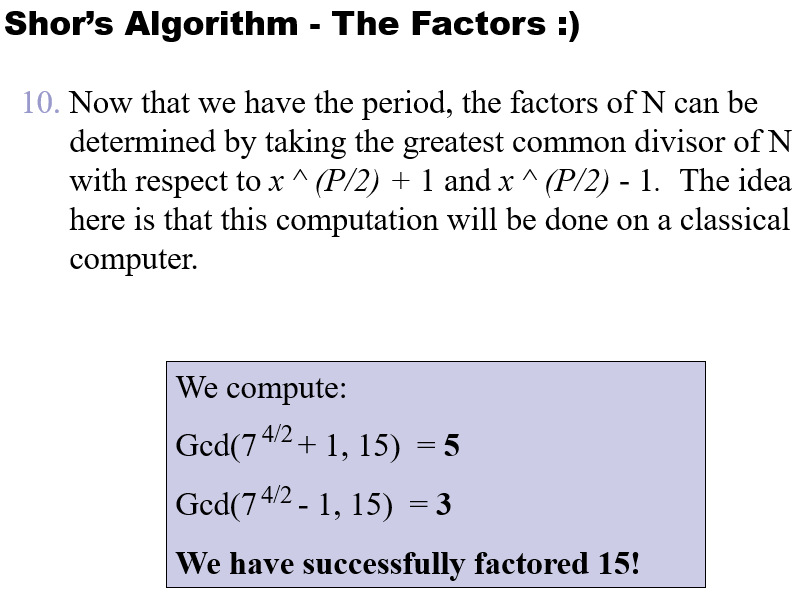 Shor's Algorithm - The Factors :)
10. Now that we have the period, the factors of N can be
determined by taking the greatest common divisor of N
with respect to x ^ (P/2) + 1 and x ^ (P/2) - 1.  The idea
here is that this computation will be done on a classical
computer.
We compute:
Gcd(7 4/2 + 1, 15) = 5
Gcd(7 4/2 - 1, 15) = 3
We have successfully factored 15!